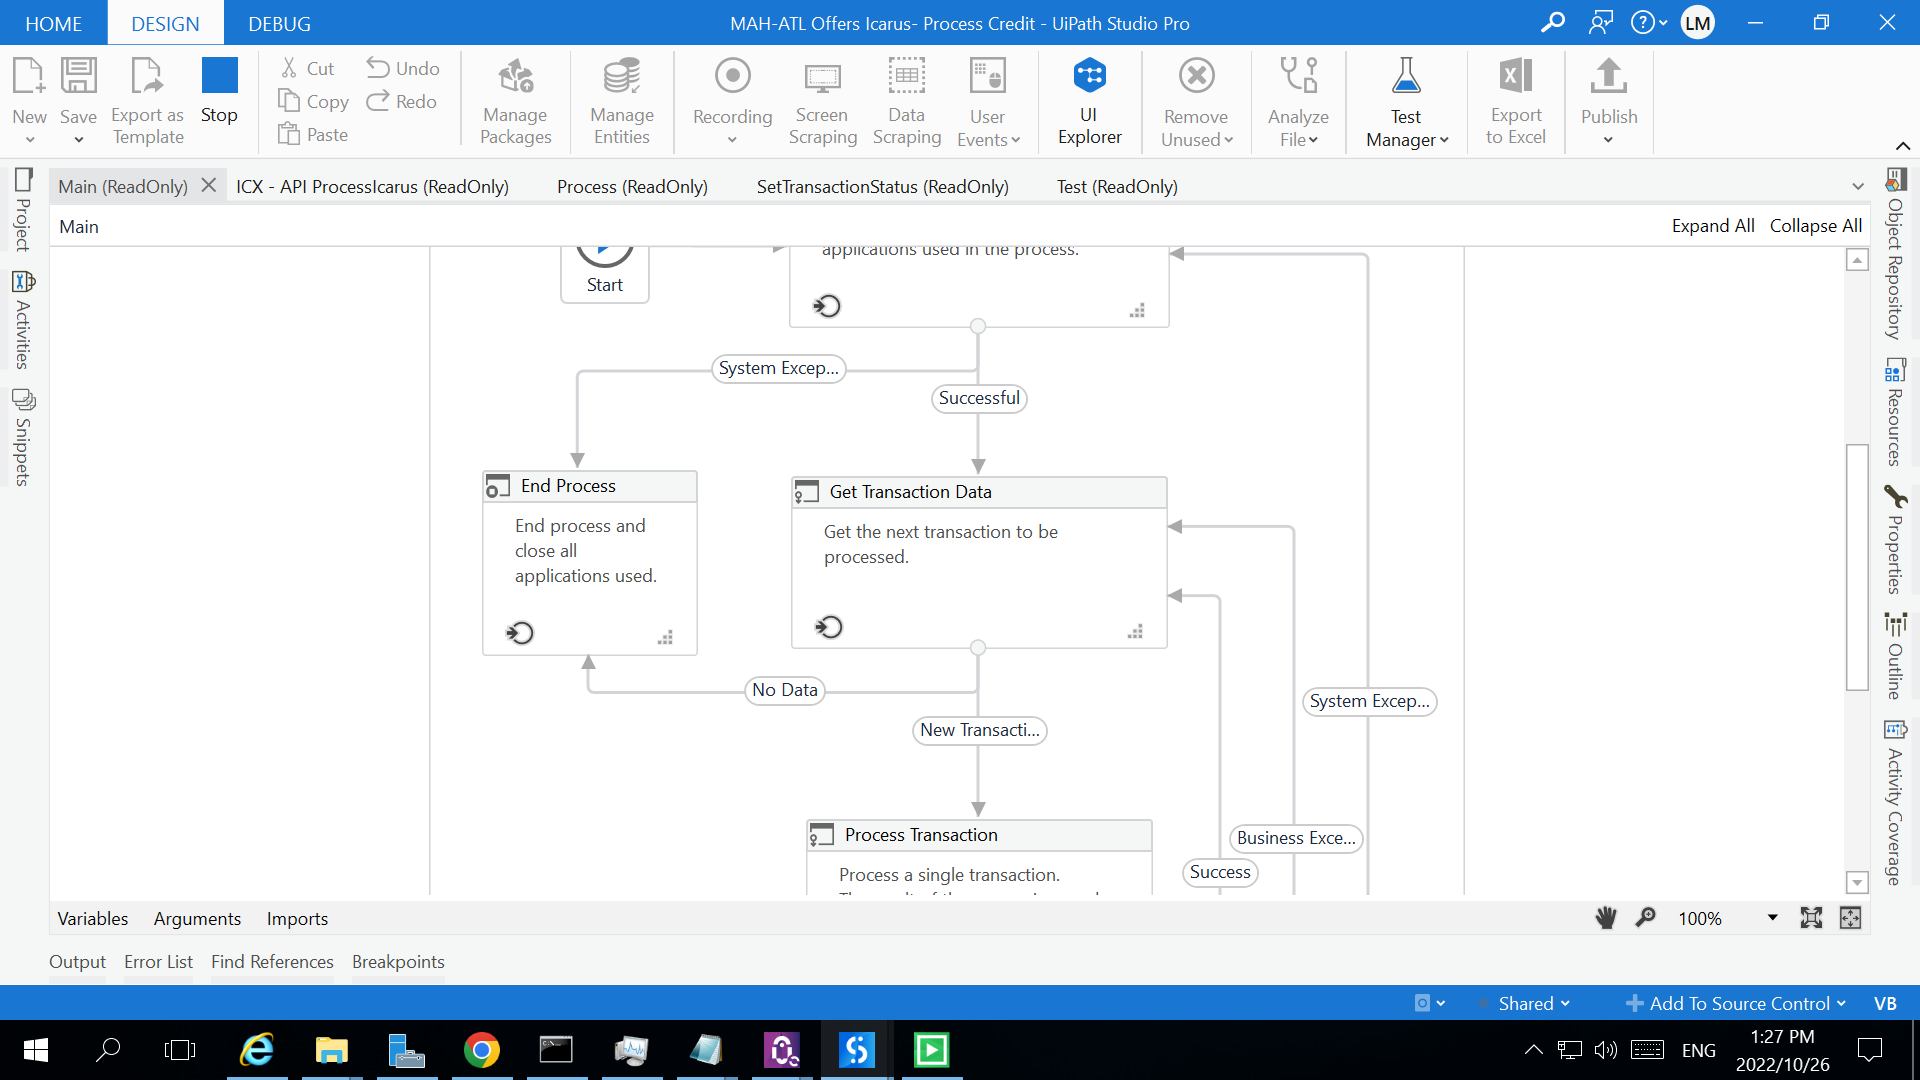 HOME DESIGN DEBUG MAH-ATL Offers Icarus- Process Credit - UiPath Studio Pro LM
New Save Export as Template Stop Cut Copy Paste Undo Redo Manage Packages Manage Entities Recording Screen Scraping Data Scraping User Events UI Explorer Remove Unused Analyze File Test Manager Export to Excel Publish
Main (ReadOnly) ICX - API ProcessIcarus (ReadOnly) Process (ReadOnly) SetTransactionStatus (ReadOnly) Test (ReadOnly)
Main Expand All Collapse All
Project
Activities
Snippets
applications used in the process.
Start
System Excep...
Successful
End Process
End process and
close all
applications used.
Get Transaction Data
Get the next transaction to be
processed.
No Data
New Transacti...
System Excep...
Business Exce...
Success
Process Transaction
Process a single transaction.
Object Repository
Resources
Properties
Outline
Activity Coverage
Variables Arguments Imports 100%
Output Error List Find References Breakpoints
Shared Add To Source Control VB
ENG 1:27 PM
2022/10/26